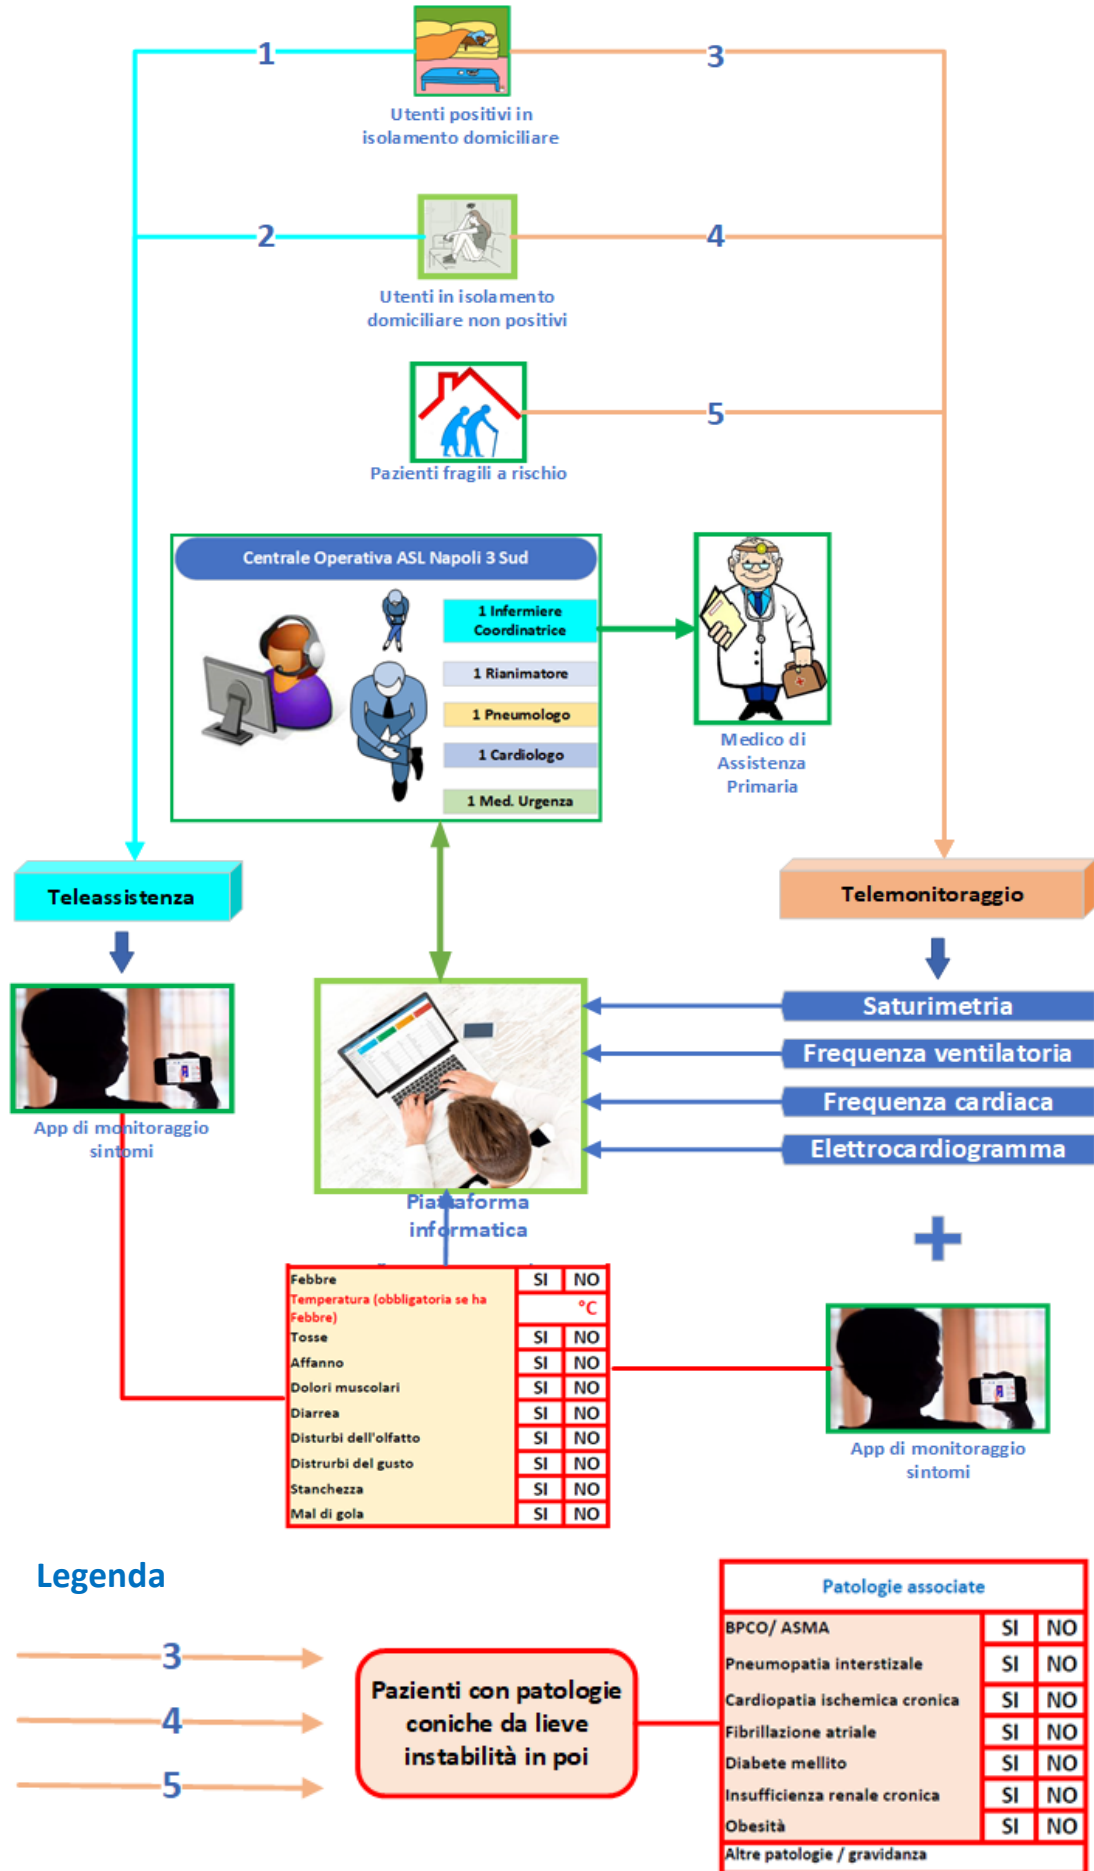 1
3
Utenti positivi in
isolamento domiciliare
2
4
Utenti in isolamento
domiciliare non positivi
5
Pazienti fragili a rischio
Centrale Operativa ASL Napoli 3 Sud
1 Infermiere
Coordinatrice
1 Rianimatore
1 Pneumologo
1 Cardiologo
1 Med. Urgenza
Medico di
Assistenza
Primaria
Teleassistenza
Telemonitoraggio
App di monitoraggio
sintomi
Piattaforma
informatica
Saturimetria
Frequenza ventilatoria
Frequenza cardiaca
Elettrocardiogramma
+
Febbre SI NO
Temperatura (obbligatoria se ha
Febbre) °C
Tosse SI NO
Affanno SI NO
Dolori muscolari SI NO
Diarrea SI NO
Disturbi dell'olfatto SI NO
Distrurbi del gusto SI NO
Stanchezza SI NO
Mal di gola SI NO
App di monitoraggio
sintomi
Legenda
3
4
5
Pazienti con patologie
coniche da lieve
instabilità in poi
Patologie associate
BPCO/ ASMA SI NO
Pneumopatia interstizale SI NO
Cardiopatia ischemica cronica SI NO
Fibrillazione atriale SI NO
Diabete mellito SI NO
Insufficienza renale cronica SI NO
Obesità SI NO
Altre patologie / gravidanza